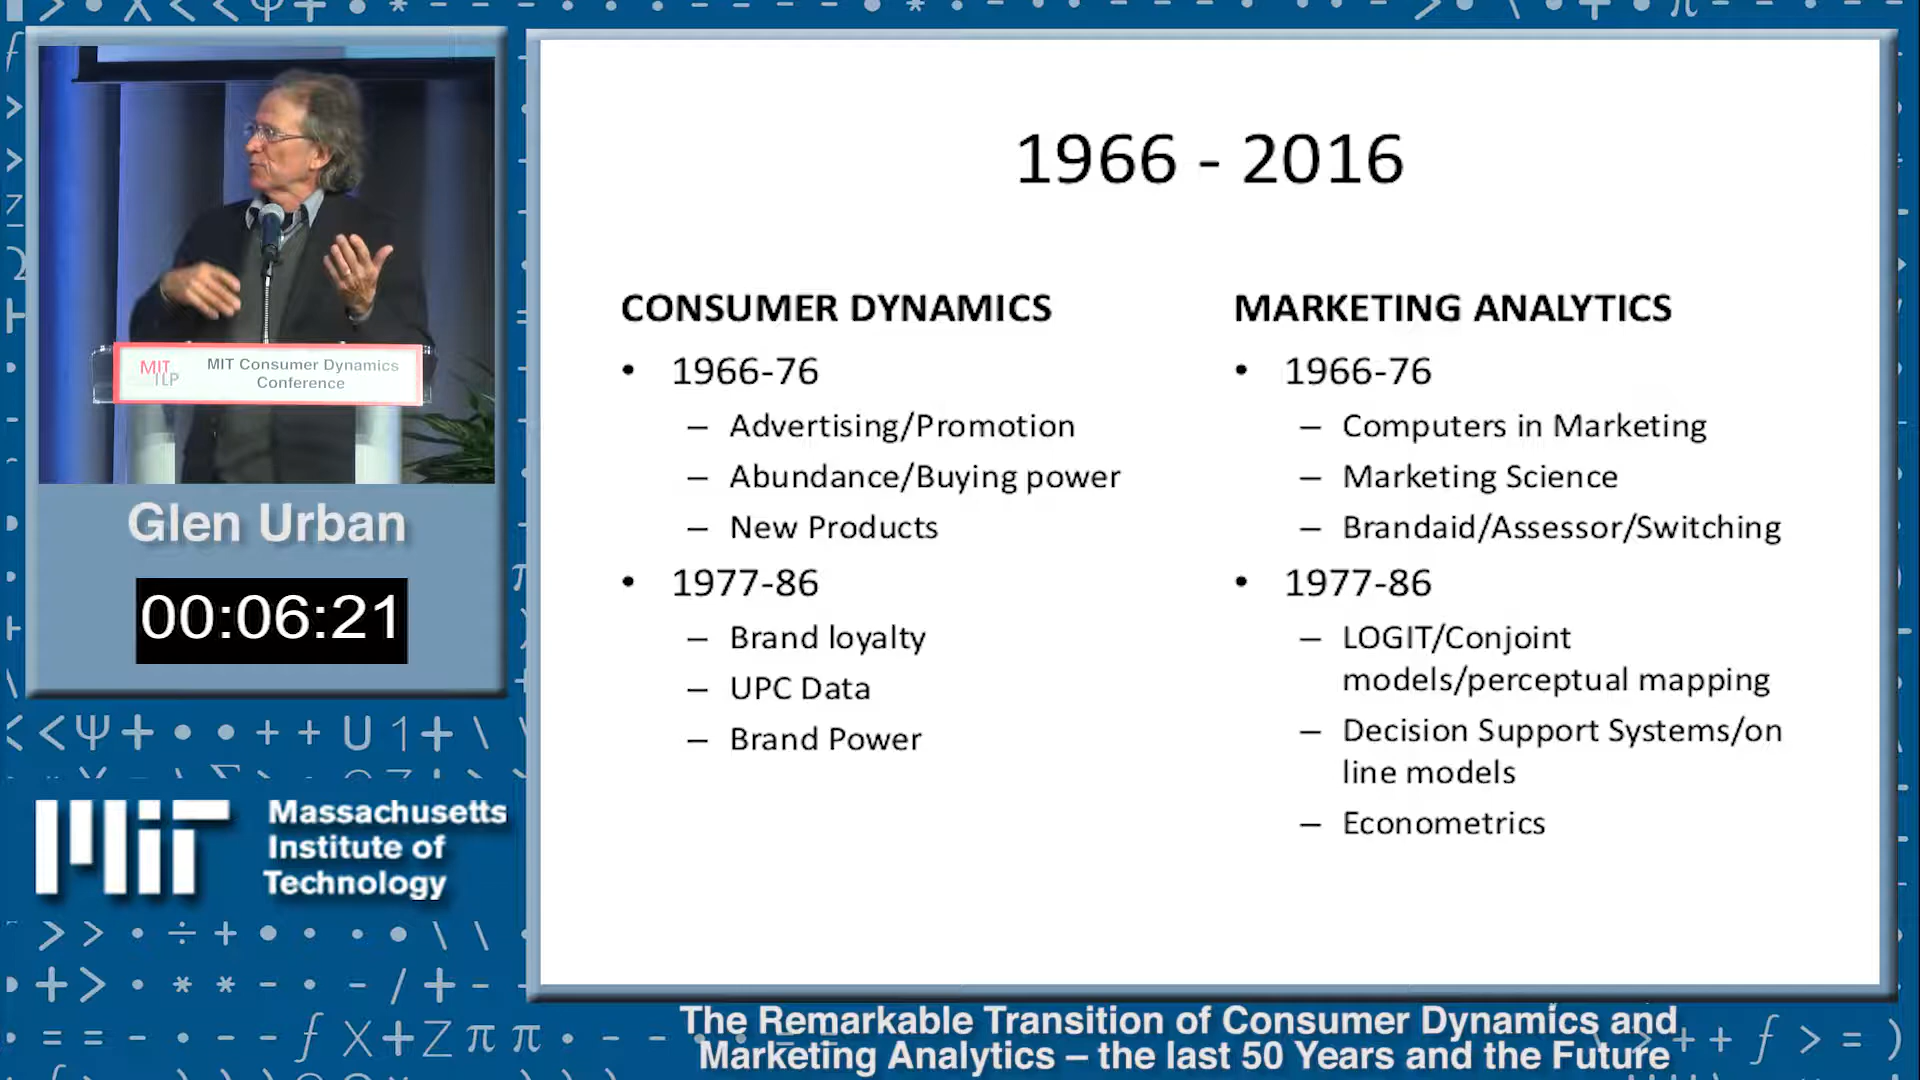 MIT
ILP
MIT Consumer Dynamics
Conference
Glen Urban
00:06:21
MIT
Massachusetts
Institute of
Technology
1966 - 2016
CONSUMER DYNAMICS
• 1966-76
– Advertising/Promotion
– Abundance/Buying power
– New Products
• 1977-86
– Brand loyalty
– UPC Data
– Brand Power
MARKETING ANALYTICS
• 1966-76
– Computers in Marketing
– Marketing Science
– Brandaid/Assessor/Switching
• 1977-86
– LOGIT/Conjoint
models/perceptual mapping
– Decision Support Systems/on
line models
– Econometrics
The Remarkable Transition of Consumer Dynamics and
Marketing Analytics – the last 50 Years and the Future